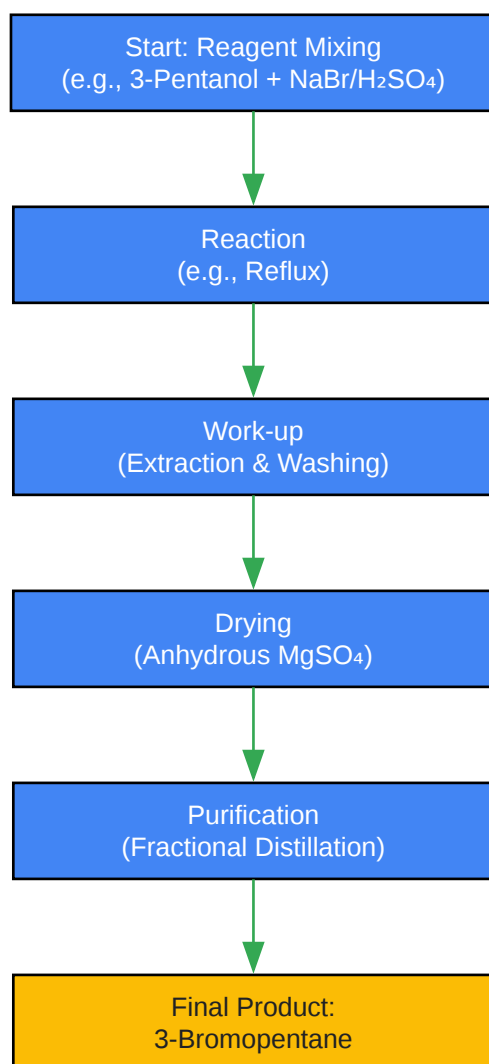 Start: Reagent Mixing
(e.g., 3-Pentanol + NaBr/H₂SO₄)
Reaction
(e.g., Reflux)
Work-up
(Extraction & Washing)
Drying
(Anhydrous MgSO₄)
Purification
(Fractional Distillation)
Final Product:
3-Bromopentane